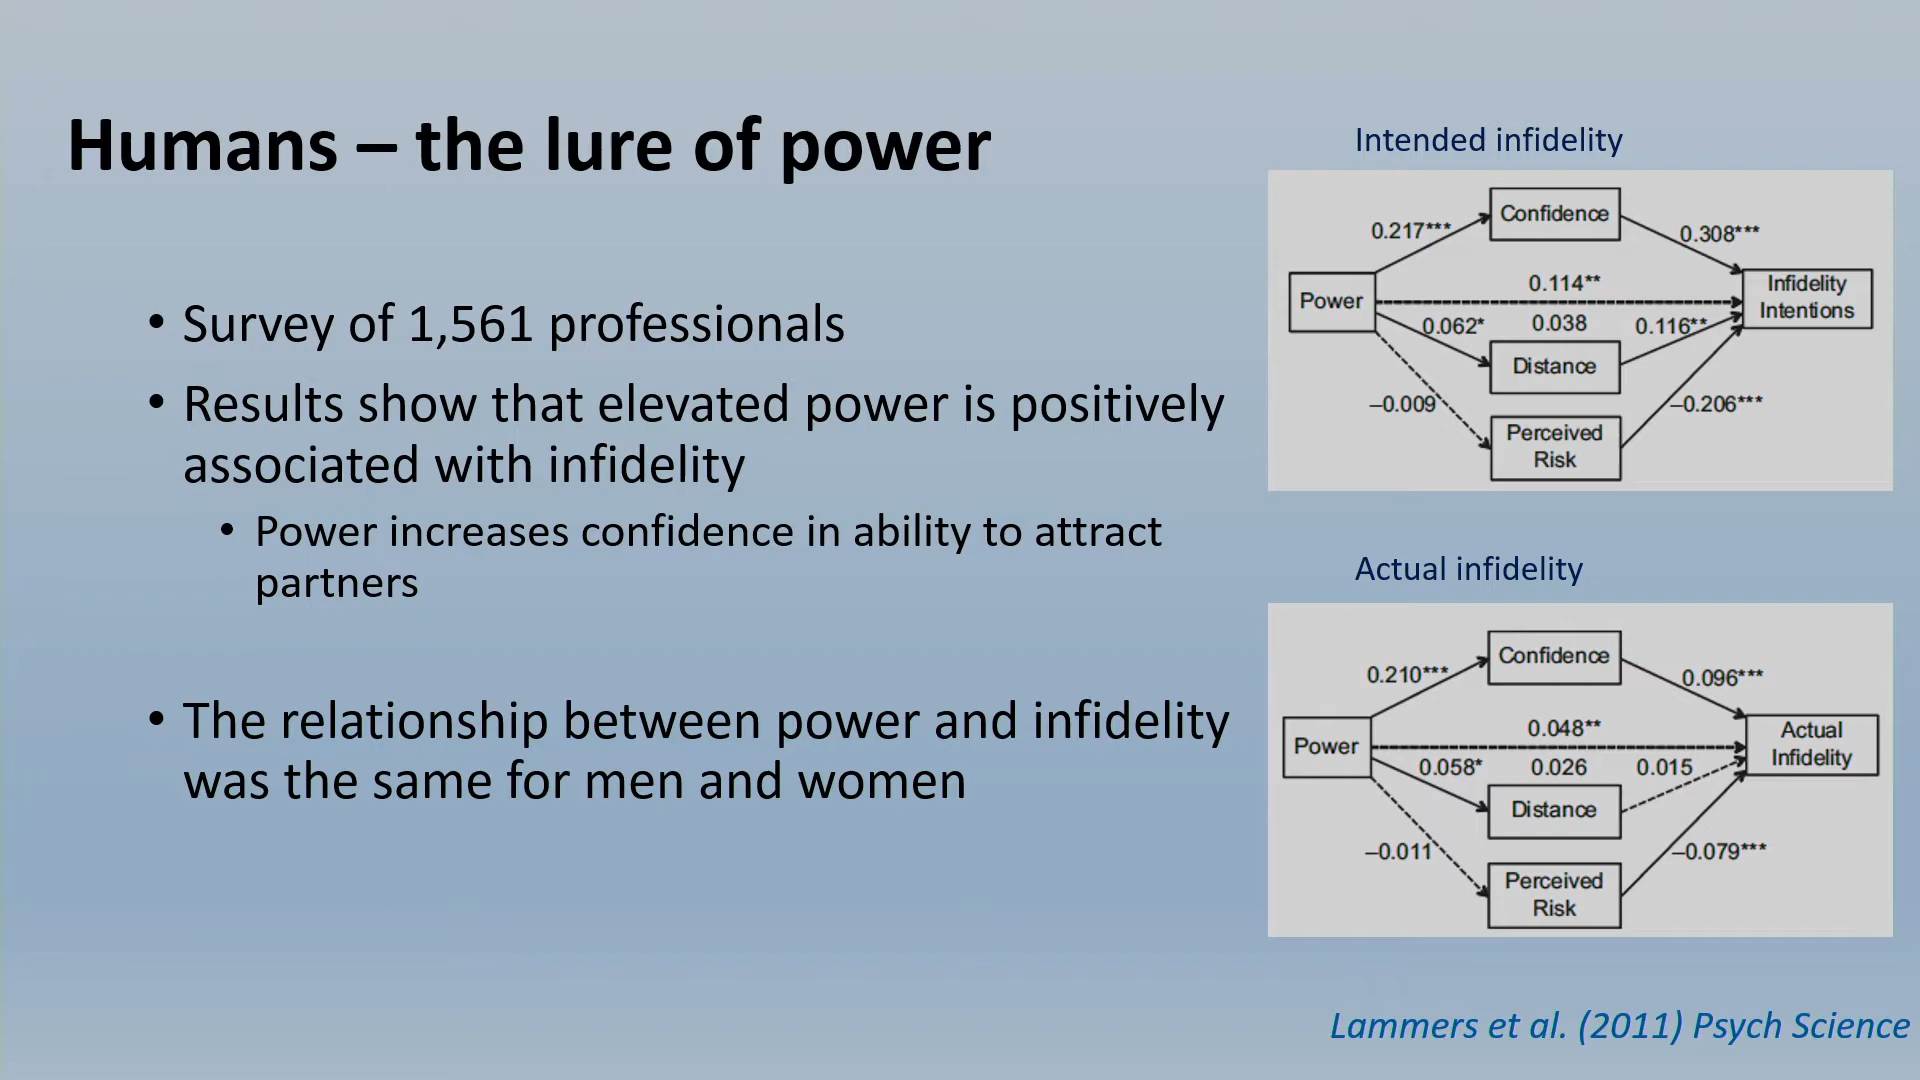 Humans – the lure of power
• Survey of 1,561 professionals
• Results show that elevated power is positively
associated with infidelity
• Power increases confidence in ability to attract
partners
• The relationship between power and infidelity
was the same for men and women
Intended infidelity
Confidence
0.217***
0.308***
0.114**
Power
Infidelity
Intentions
0.062*
0.038
0.116**
Distance
–0.009
–0.206***
Perceived
Risk
Actual infidelity
Confidence
0.210***
0.096***
0.048**
Power
Actual
Infidelity
0.058*
0.026
0.015
Distance
–0.011
–0.079***
Perceived
Risk
Lammers et al. (2011) Psych Science